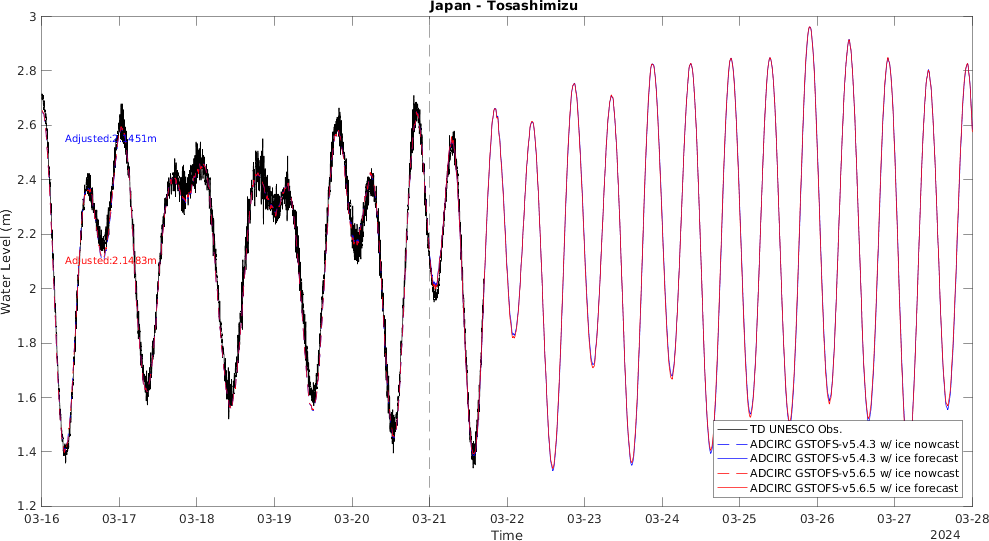 Japan - Tosashimizu
3
2.8
2.6
2.4
2.2
2
1.8
1.6
1.4
1.2
Water Level (m)
Adjusted:2.1451m
Adjusted:2.1483m
TD UNESCO Obs.
ADCIRC GSTOFS-v5.4.3 w/ ice nowcast
ADCIRC GSTOFS-v5.4.3 w/ ice forecast
ADCIRC GSTOFS-v5.6.5 w/ ice nowcast
ADCIRC GSTOFS-v5.6.5 w/ ice forecast
03-16 03-17 03-18 03-19 03-20 03-21 03-22 03-23 03-24 03-25 03-26 03-27 03-28
Time
2024